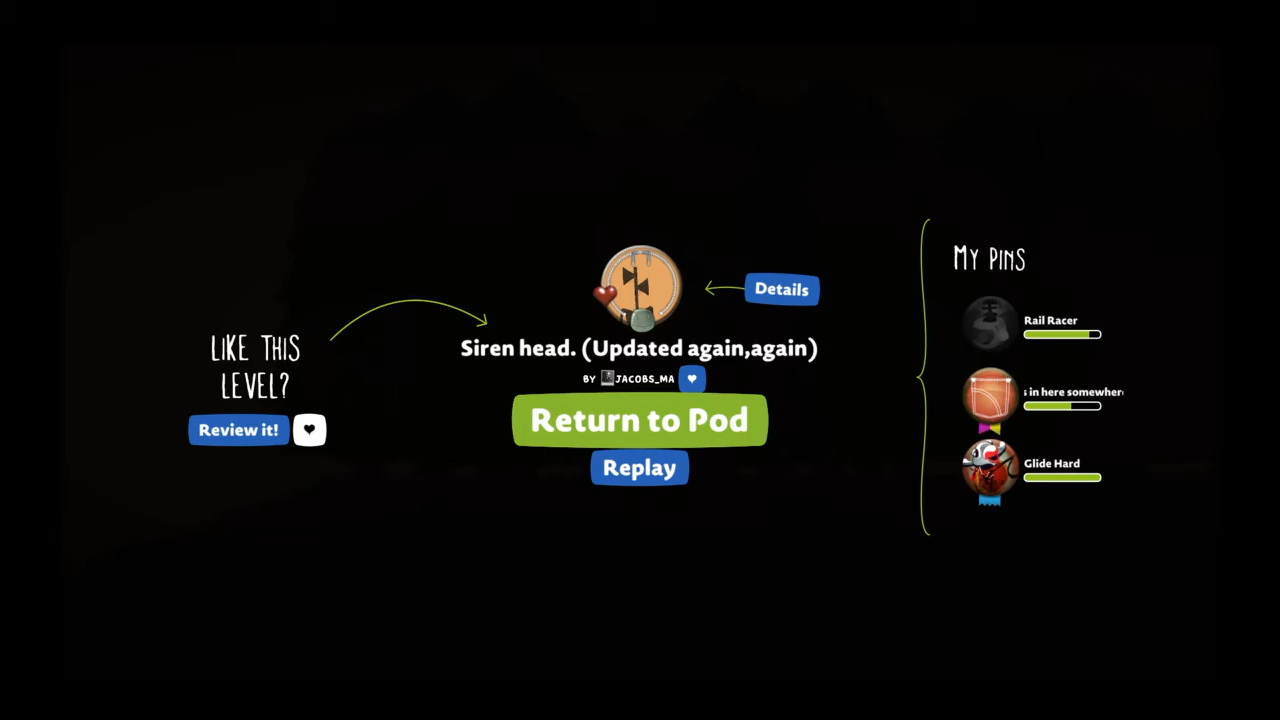 LIKE THIS
LEVEL?
Review it!
Details
Siren head. (Updated again,again)
BY JACOBS_MA
Return to Pod
Replay
MY PINS
Rail Racer
in here somewher
Glide Hard